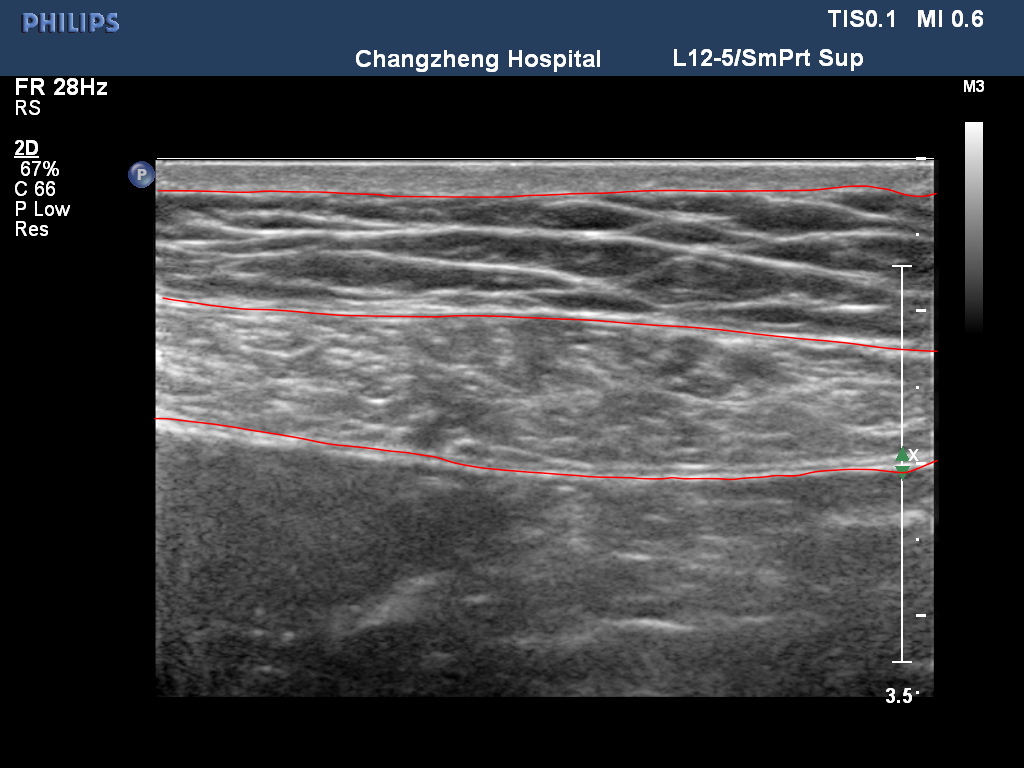 PHILIPS
TIS0.1 MI 0.6
Changzheng Hospital
L12-5/SmPrt Sup
FR 28Hz
RS
M3
2D
67%
C 66
P Low
Res
P
X
3.5